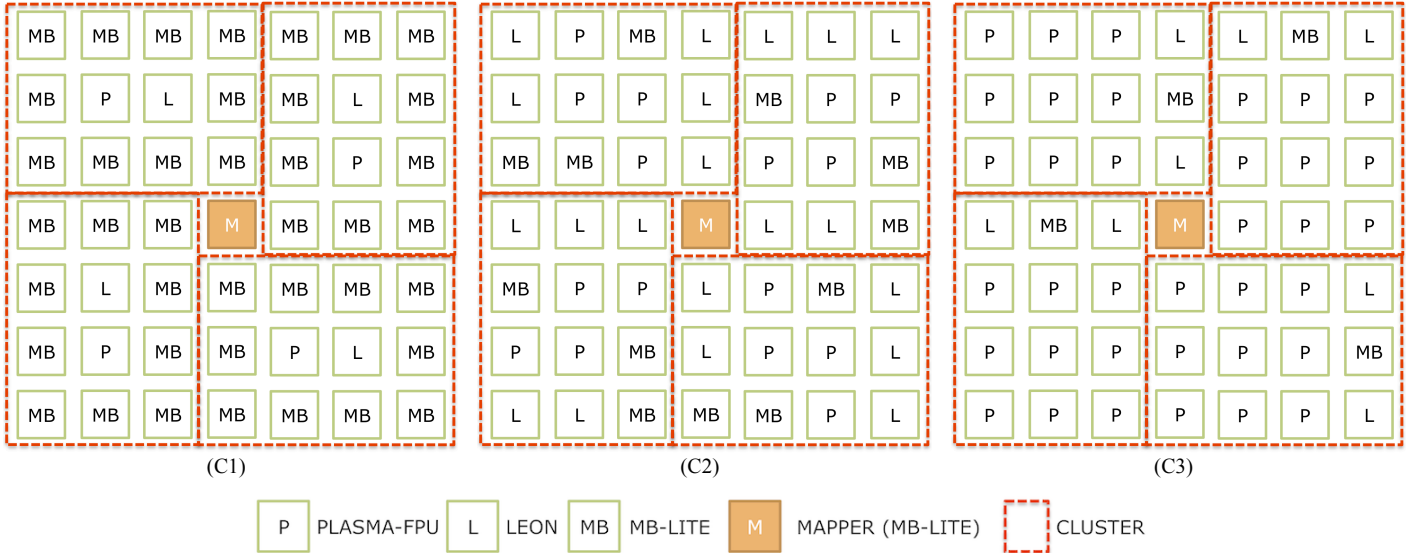 MB MB MB MB MB MB MB L P MB L L L L P P P L L MB L
MB P L MB MB L MB L P P L MB P P P P P MB P P P
MB MB MB MB MB P MB MB MB P L P P MB P P P L P P P
MB MB MB M MB MB MB L L L M L L MB L MB L M P P P
MB L MB MB MB MB MB MB P P L P MB L P P P P P P L
MB P MB MB P L MB P P MB L P P L P P P P P P MB
MB MB MB MB MB MB MB L L MB MB MB P L P P P P P P L
(C1) (C2) (C3)
P PLASMA-FPU L LEON MB MB-LITE M MAPPER (MB-LITE) CLUSTER